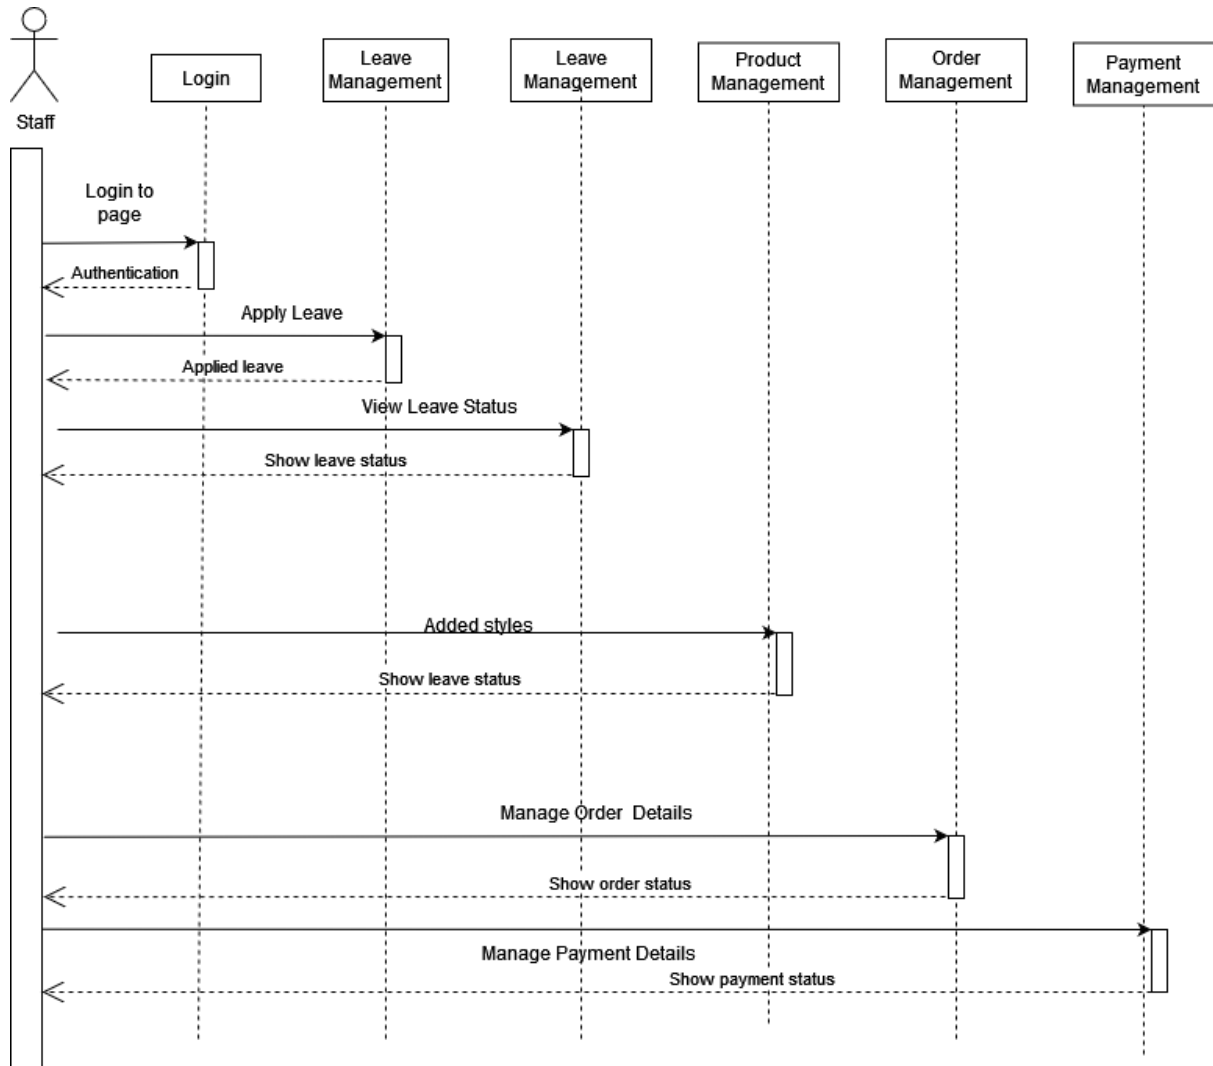 Staff
Login
Leave
Management
Leave
Management
Product
Management
Order
Management
Payment
Management
Login to
page
Authentication
Apply Leave
Applied leave
View Leave Status
Show leave status
Added styles
Show leave status
Manage Order  Details
Show order status
Manage Payment Details
Show payment status